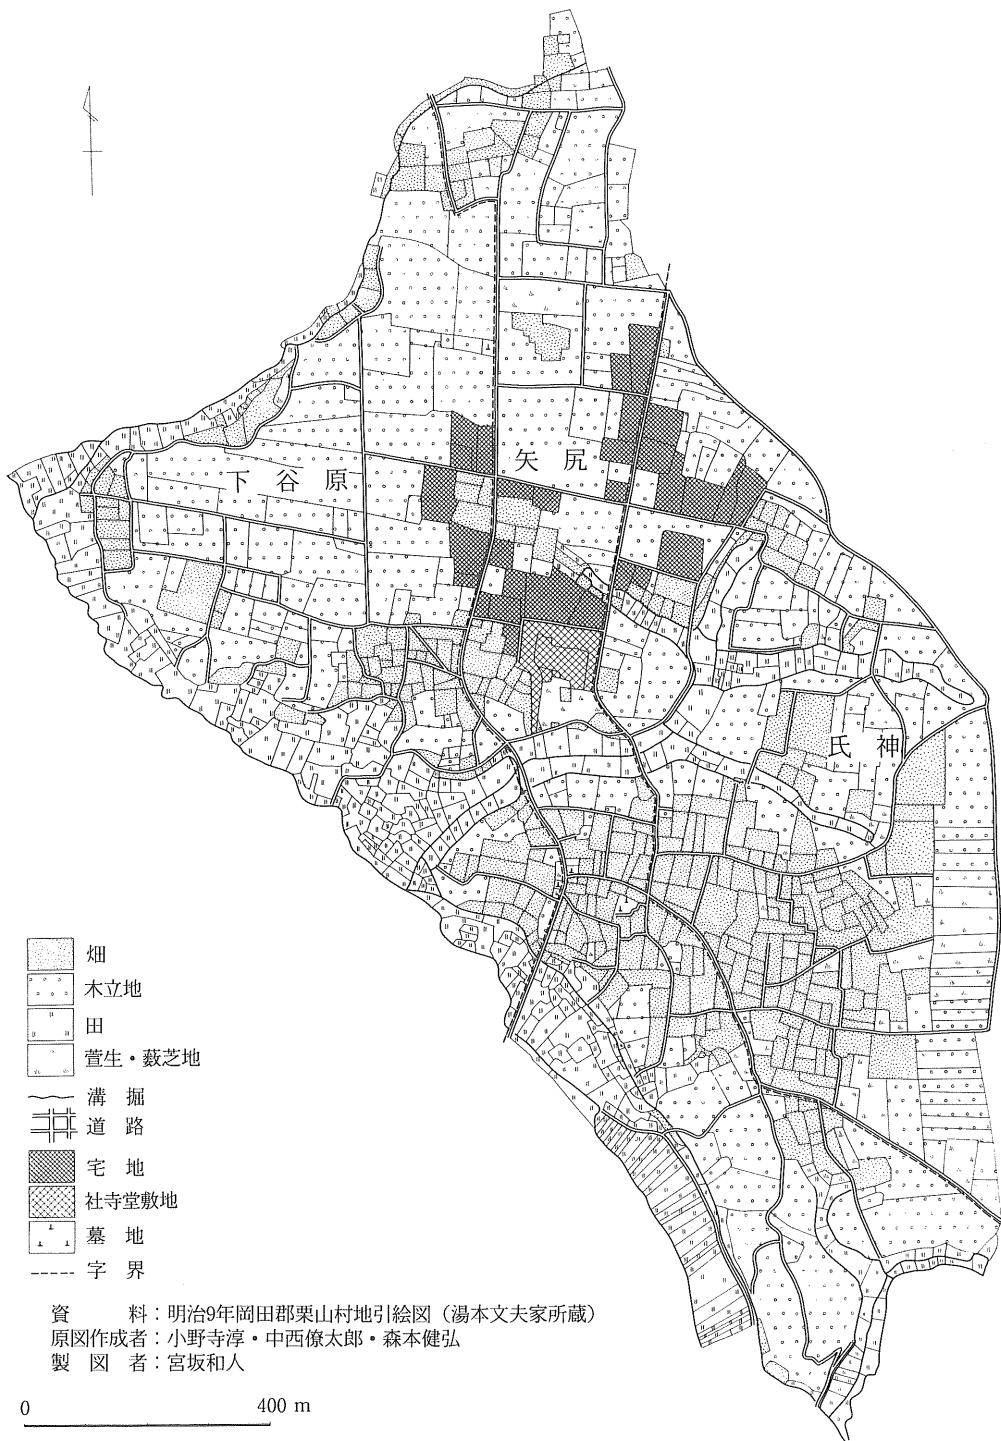 下谷原
矢尻
氏神
畑
木立地
田
萱生・薮芝地
溝堀
道路
宅地
社寺堂敷地
墓地
字界
資料：明治9年岡田郡栗山村地引絵図（湯本文夫家所蔵）
原図作成者：小野寺淳・中西僚太郎・森本健弘
製図者：宮坂和人
0 400 m